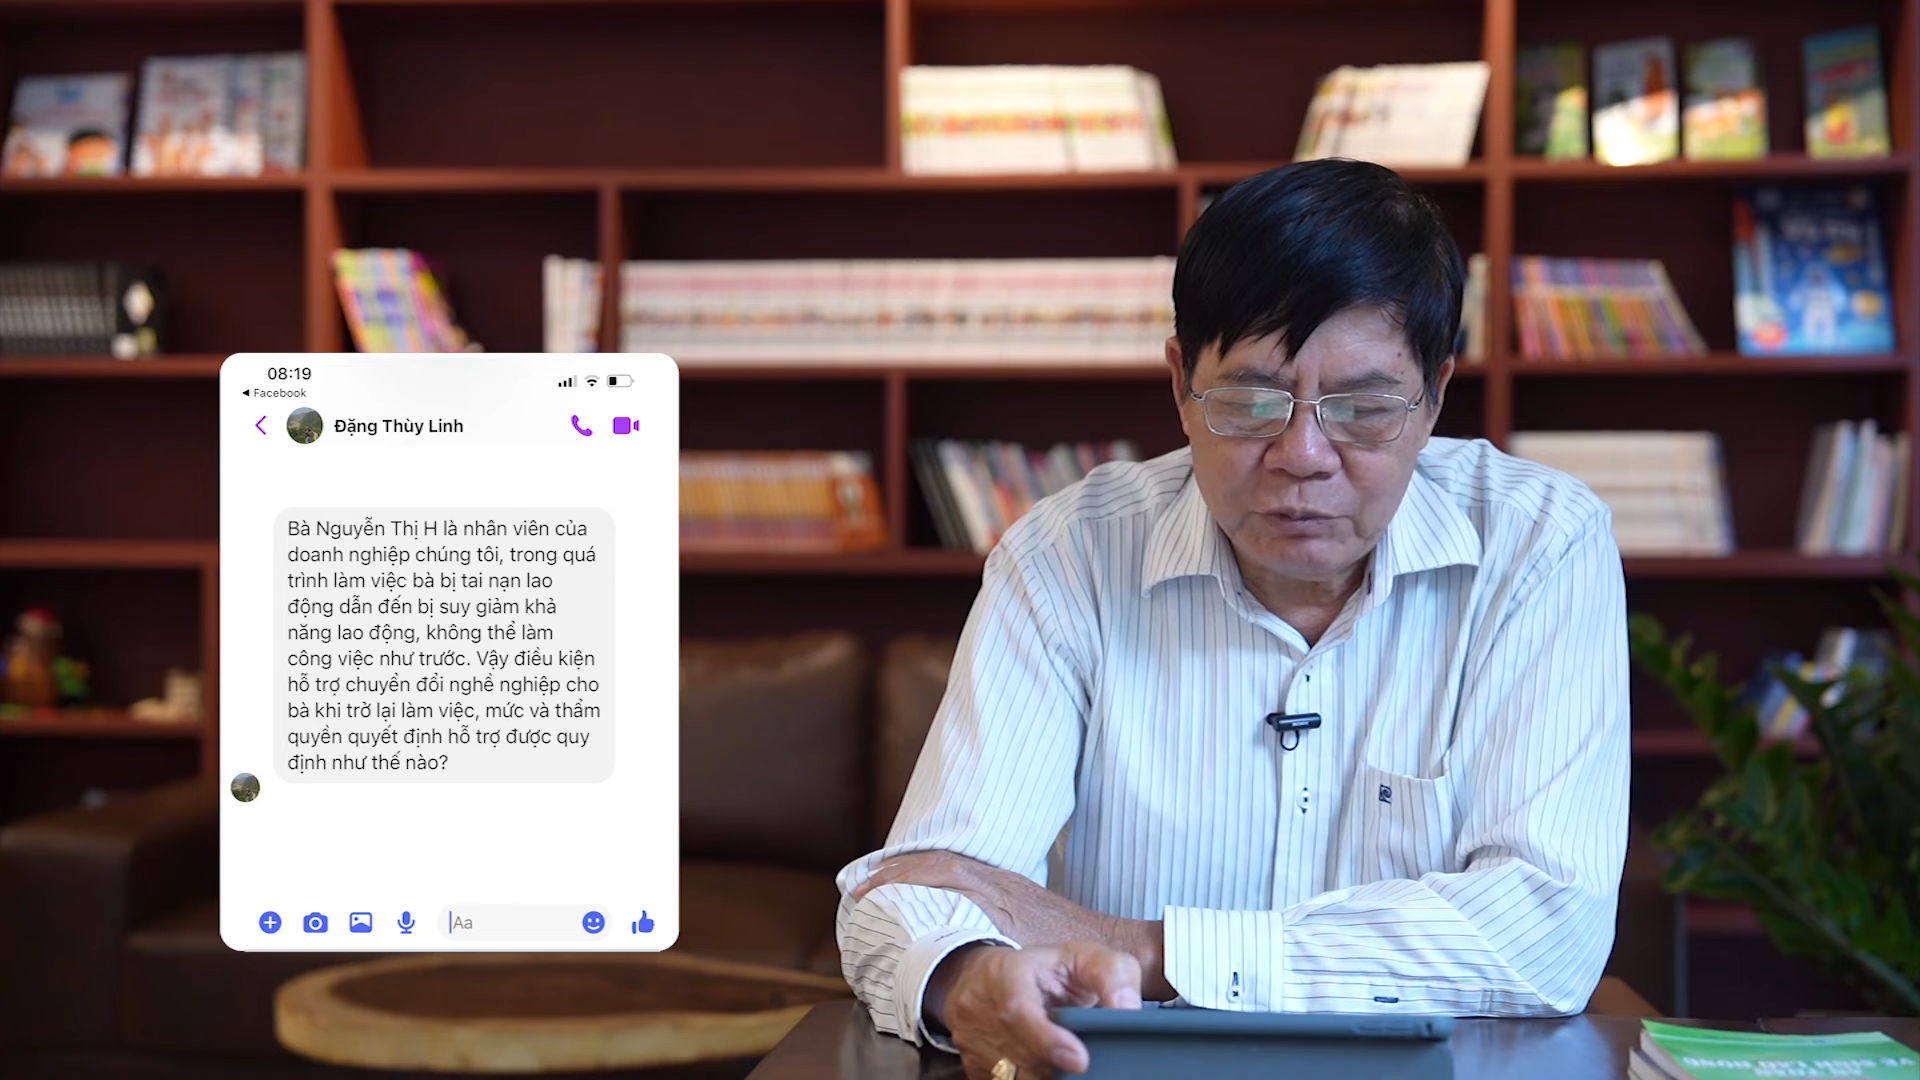 08:19
Facebook
Đặng Thùy Linh
Bà Nguyễn Thị H là nhân viên của
doanh nghiệp chúng tôi, trong quá
trình làm việc bà bị tai nạn lao
động dẫn đến bị suy giảm khả
năng lao động, không thể làm
công việc như trước. Vậy điều kiện
hỗ trợ chuyển đổi nghề nghiệp cho
bà khi trở lại làm việc, mức và thẩm
quyền quyết định hỗ trợ được quy
định như thế nào?
Aa